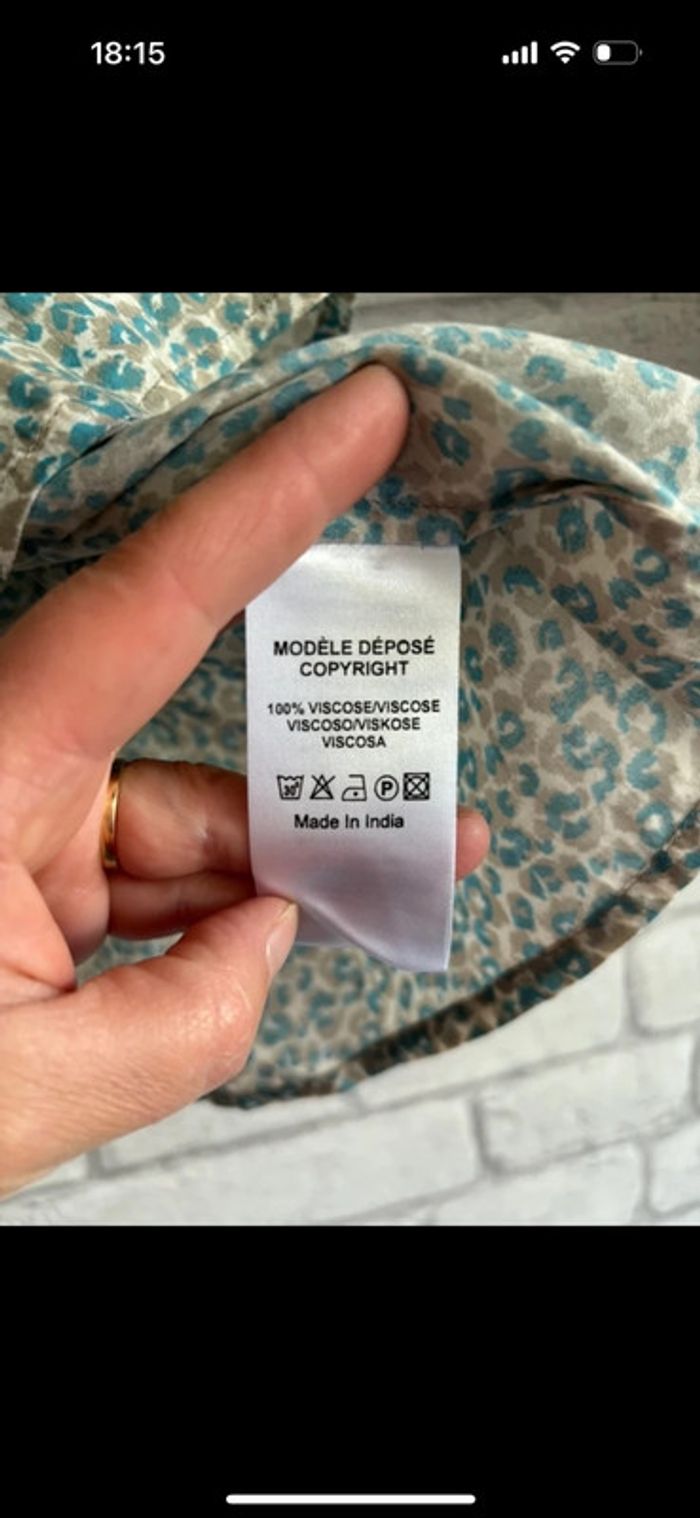 18:15
MODÈLE DÉPOSÉ
COPYRIGHT
100% VISCOSE/VISCOSE
VISCOSO/VISKOSE
VISCOSA
30°
P
Made In India